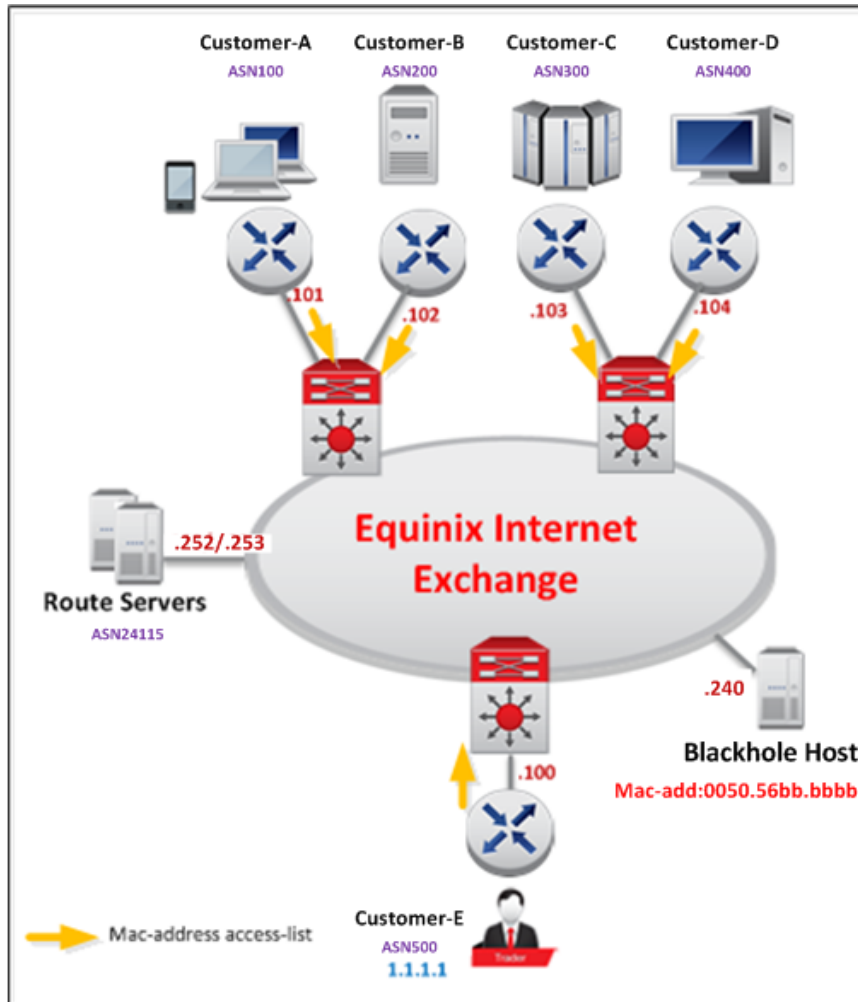 Customer-A
ASN100
Customer-B
ASN200
Customer-C
ASN300
Customer-D
ASN400
.101
.102
.103
.104
Equinix Internet
Exchange
.252/.253
Route Servers
ASN24115
.240
Blackhole Host
Mac-add:0050.56bb.bbbb
.100
Mac-address access-list
Customer-E
ASN500
1.1.1.1
Trader